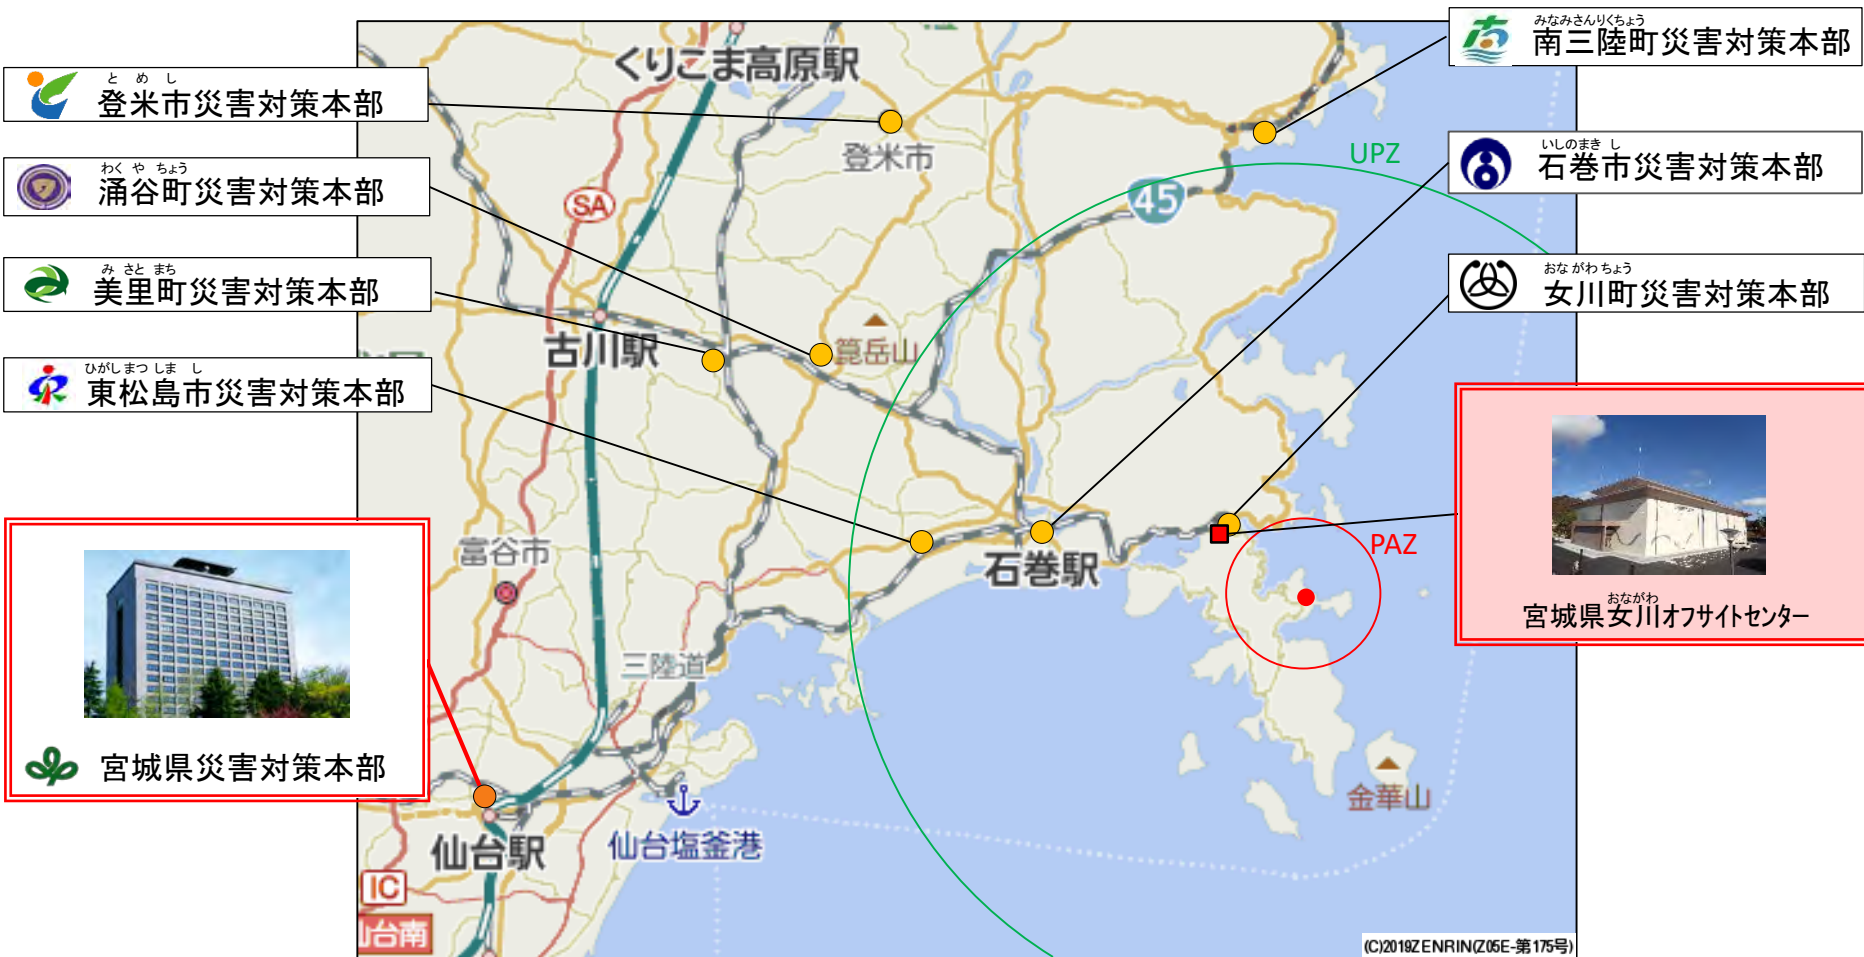 とめし
登米市災害対策本部
わくやちょう
涌谷町災害対策本部
みさとまち
美里町災害対策本部
ひがしまつしまし
東松島市災害対策本部
宮城県災害対策本部
みなみさんりくちょう
南三陸町災害対策本部
いしのまきし
石巻市災害対策本部
おながわちょう
女川町災害対策本部
おながわ
宮城県女川オフサイトセンター
くりこま高原駅
登米市
UPZ
45
SA
古川駅
箟岳山
富谷市
石巻駅
PAZ
三陸道
金華山
仙台駅
仙台塩釜港
IC
仙台南
(C)2019ZENRIN(Z05E-第175号)